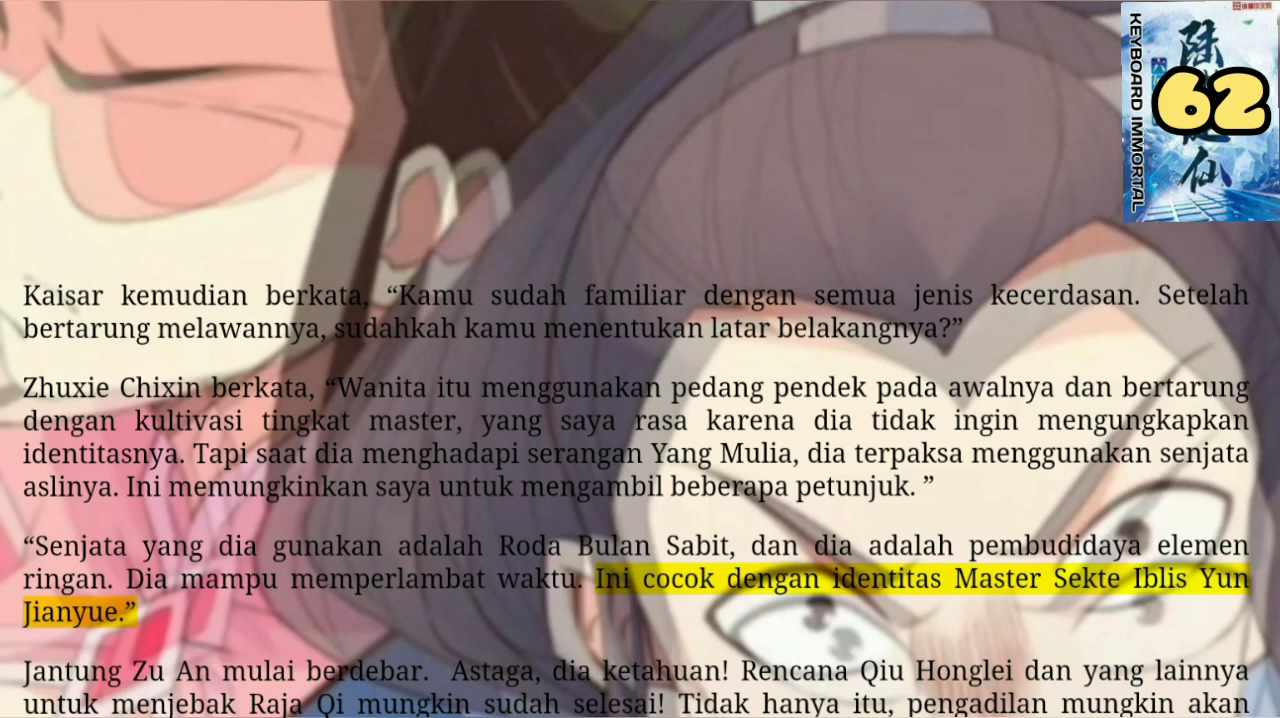 KEYBOARD IMMORTAL
62
Kaisar kemudian berkata, “Kamu sudah familiar dengan semua jenis kecerdasan. Setelah
bertarung melawannya, sudahkah kamu menentukan latar belakangnya?”
Zhuxie Chixin berkata, “Wanita itu menggunakan pedang pendek pada awalnya dan bertarung
dengan kultivasi tingkat master, yang saya rasa karena dia tidak ingin mengungkapkan
identitasnya. Tapi saat dia menghadapi serangan Yang Mulia, dia terpaksa menggunakan senjata
aslinya. Ini memungkinkan saya untuk mengambil beberapa petunjuk. ”
“Senjata yang dia gunakan adalah Roda Bulan Sabit, dan dia adalah pembudidaya elemen
ringan. Dia mampu memperlambat waktu. Ini cocok dengan identitas Master Sekte Iblis Yun
Jianyue.”
Jantung Zu An mulai berdebar.  Astaga, dia ketahuan! Rencana Qiu Honglei dan yang lainnya
untuk menjebak Raja Qi mungkin sudah selesai! Tidak hanya itu, pengadilan mungkin akan